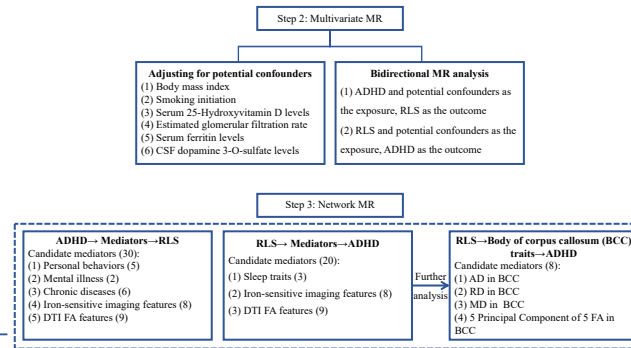 Step 2: Multivariate MR
Adjusting for potential confounders
(1) Body mass index
(2) Smoking initiation
(3) Serum 25-Hydroxyvitamin D levels
(4) Estimated glomerular filtration rate
(5) Serum ferritin levels
(6) CSF dopamine 3-O-sulfate levels
Bidirectional MR analysis
(1) ADHD and potential confounders as
the exposure, RLS as the outcome
(2) RLS and potential confounders as the
exposure, ADHD as the outcome
Step 3: Network MR
ADHD→ Mediators→RLS
Candidate mediators (30):
(1) Personal behaviors (5)
(2) Mental illness (2)
(3) Chronic diseases (6)
(4) Iron-sensitive imaging features (8)
(5) DTI FA features (9)
RLS→ Mediators→ADHD
Candidate mediators (20):
(1) Sleep traits (3)
(2) Iron-sensitive imaging features (8)
(3) DTI FA features (9)
Further
analysis
RLS→Body of corpus callosum (BCC)
traits→ADHD
Candidate mediators (8):
(1) AD in BCC
(2) RD in BCC
(3) MD in BCC
(4) 5 Principal Component of 5 FA in
BCC